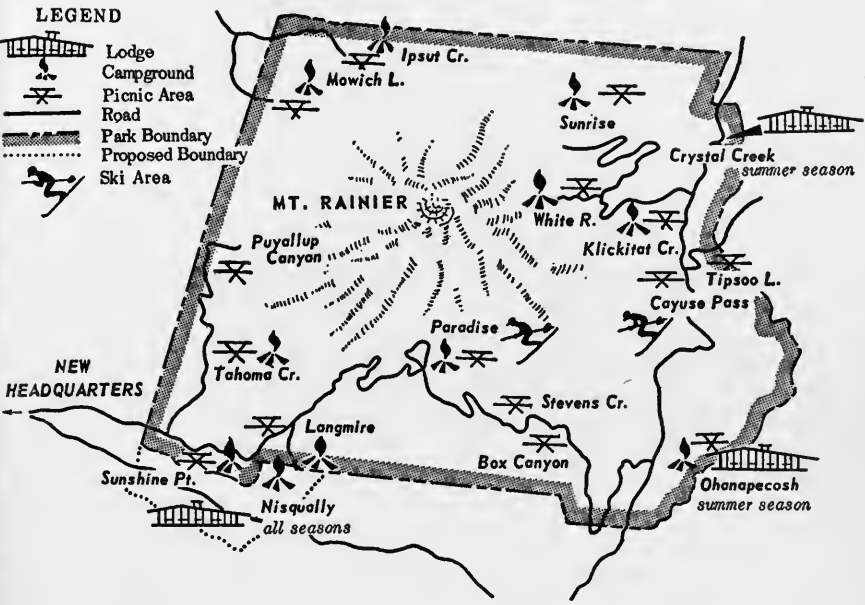 LEGEND
Lodge
Campground
Picnic Area
Road
Park Boundary
Proposed Boundary
Ski Area
Ipsut Cr.
Mowich L.
Sunrise
Crystal Creek
summer season
MT. RAINIER
White R.
Klickitat Cr.
Puyallup
Canyon
Tipsoo L.
Cayuse Pass
Paradise
Tahoma Cr.
NEW
HEADQUARTERS
Stevens Cr.
Langmire
Box Canyon
Sunshine Pt.
Ohanapecosh
summer season
Nisqually
all seasons